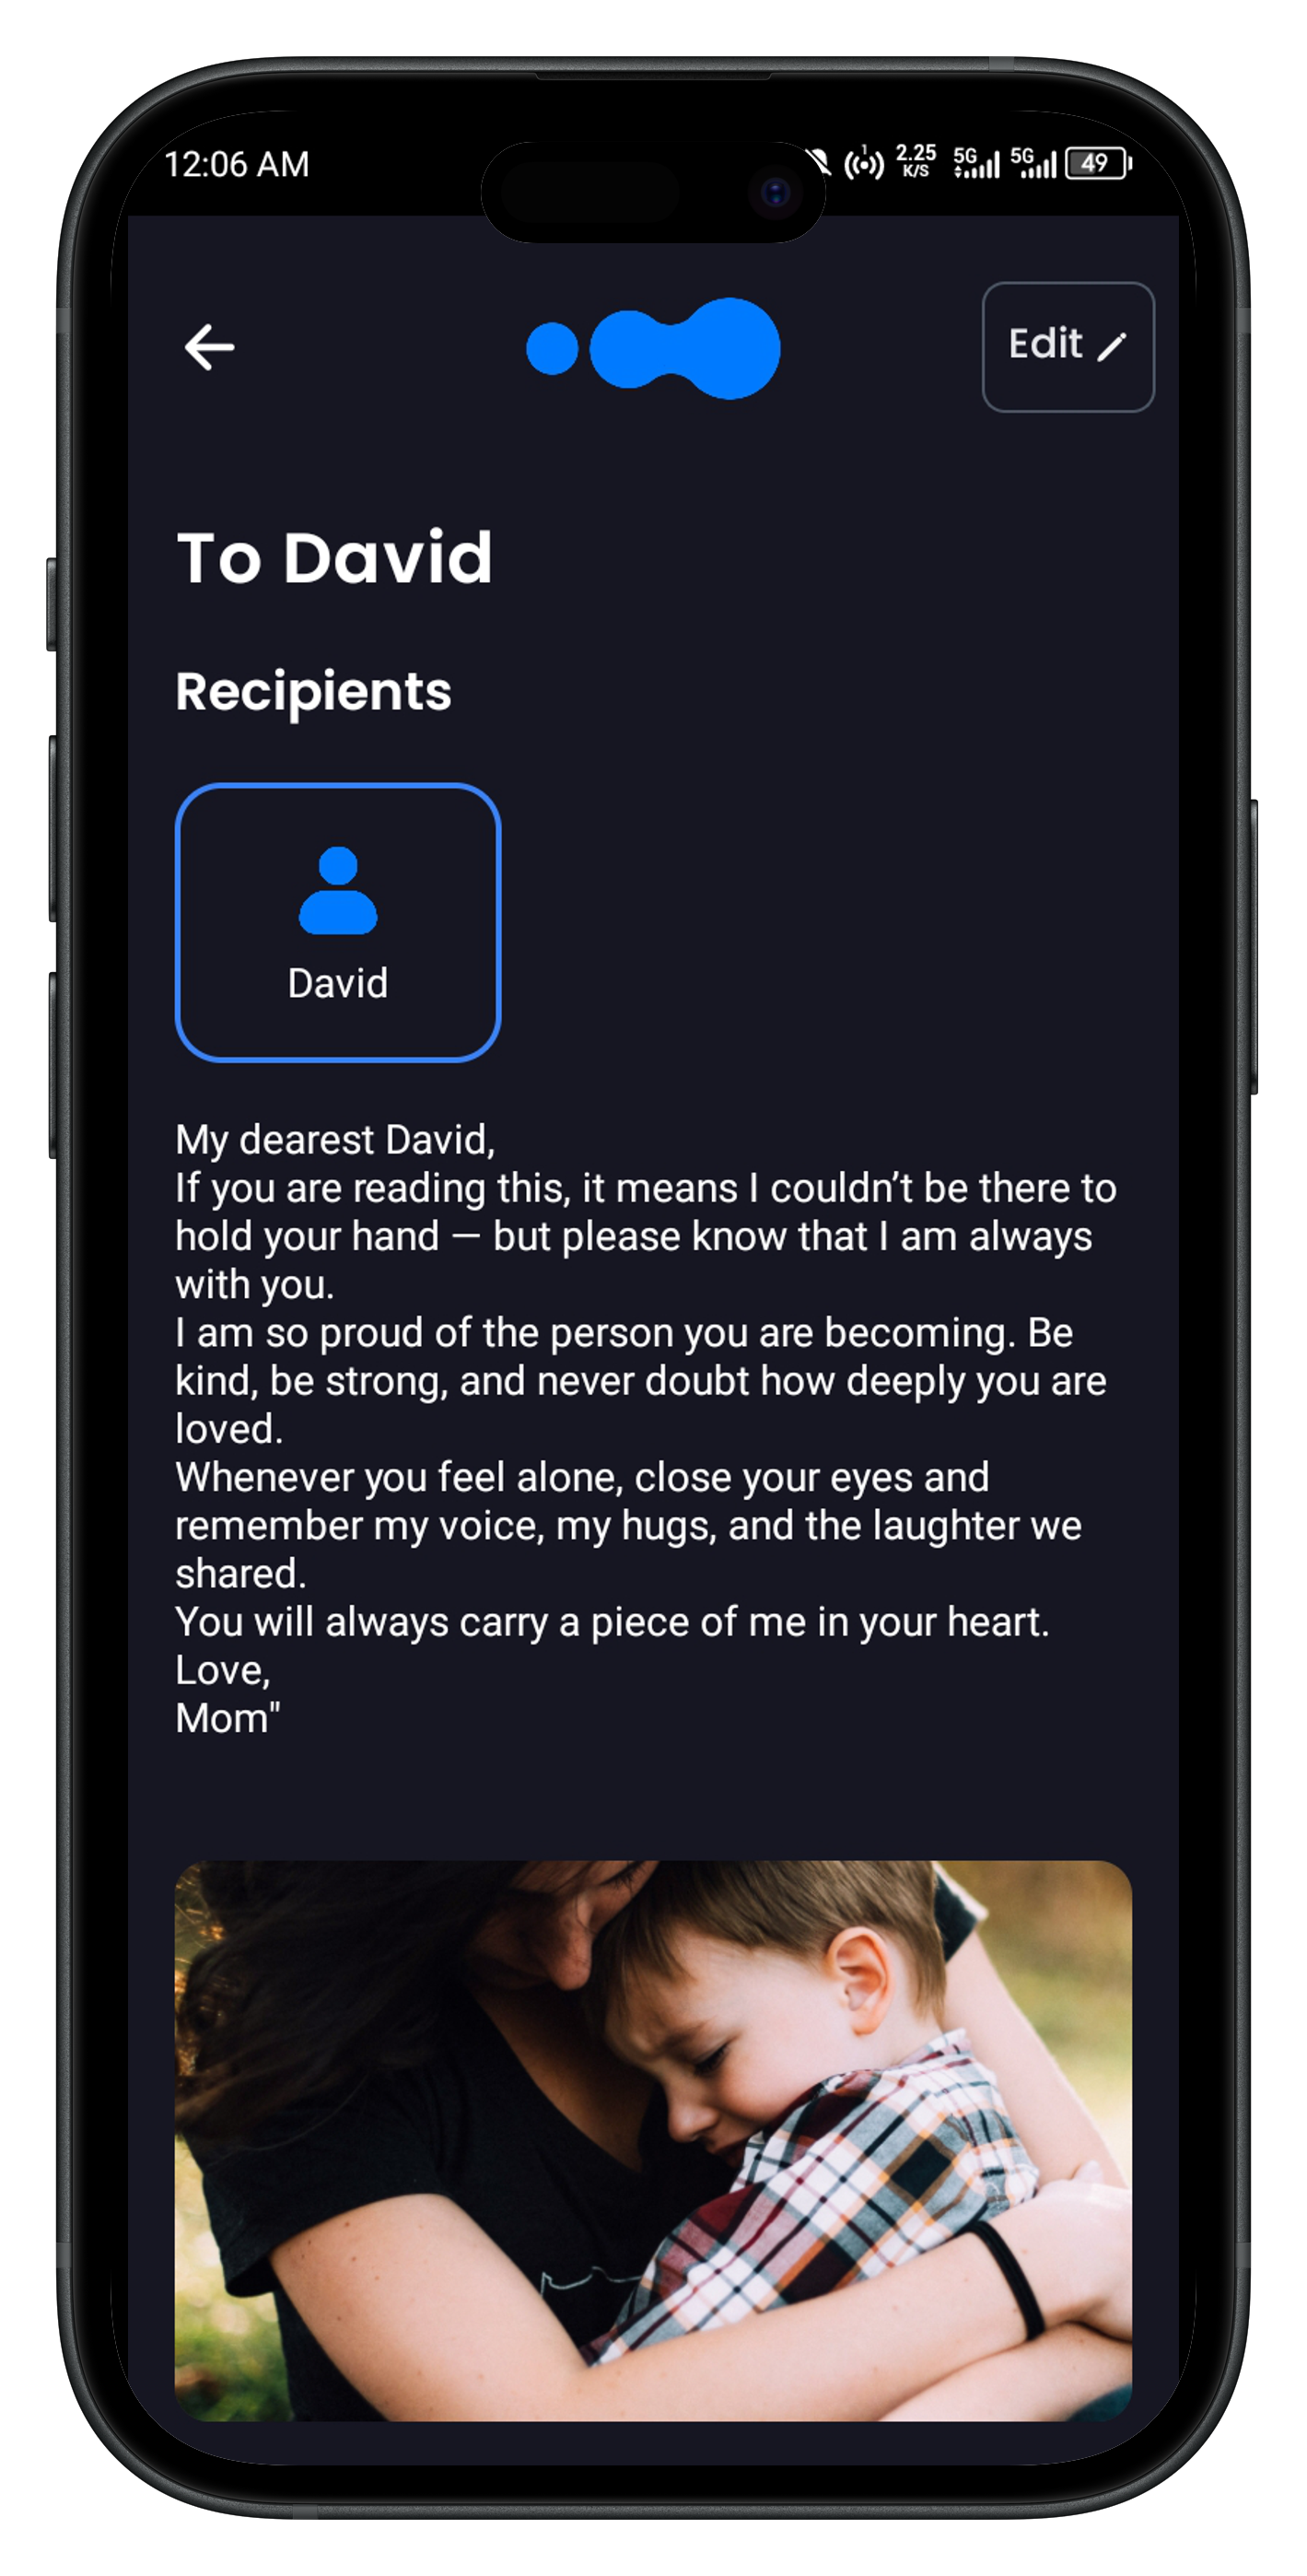 12:06 AM
1
2.25
K/S
5G
5G
49
Edit
To David
Recipients
David
My dearest David,
If you are reading this, it means I couldn’t be there to
hold your hand — but please know that I am always
with you.
I am so proud of the person you are becoming. Be
kind, be strong, and never doubt how deeply you are
loved.
Whenever you feel alone, close your eyes and
remember my voice, my hugs, and the laughter we
shared.
You will always carry a piece of me in your heart.
Love,
Mom"